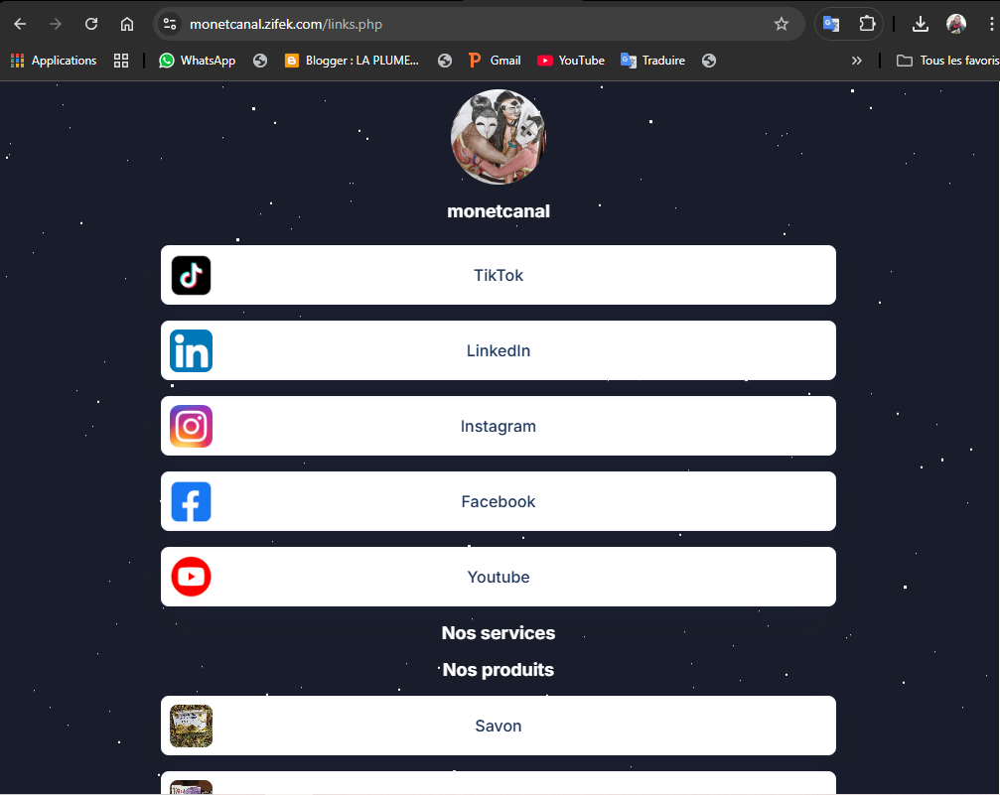 monetcanal.zifek.com/links.php
Applications
WhatsApp
Blogger : LA PLUME...
Gmail
YouTube
Traduire
Tous les favoris
monetcanal
TikTok
LinkedIn
Instagram
Facebook
Youtube
Nos services
Nos produits
Savon